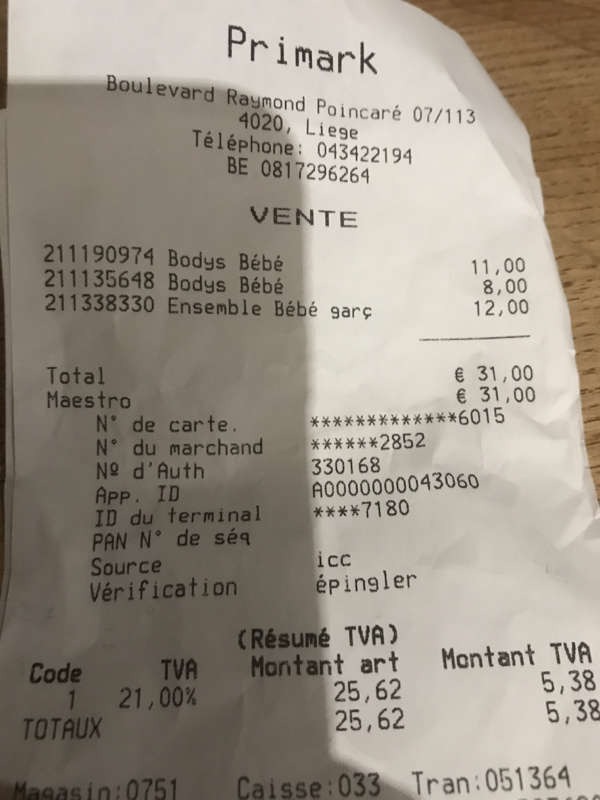 Primark
Boulevard Raymond Poincaré 07/113
4020, Liege
Téléphone: 043422194
BE 0817296264
VENTE
211190974 Bodys Bébé 11,00
211135648 Bodys Bébé 8,00
211338330 Ensemble Bébé garç 12,00
Total € 31,00
Maestro € 31,00
N° de carte. *************6015
N° du marchand ******2852
Nº d'Auth 330168
App. ID A0000000043060
ID du terminal ****7180
PAN N° de séq
Source icc
Vérification épingler
(Résumé TVA)
Code TVA Montant art Montant TVA
1 21,00% 25,62 5,38
TOTAUX 25,62 5,38
Magasin:0751 Caisse:033 Tran:051364